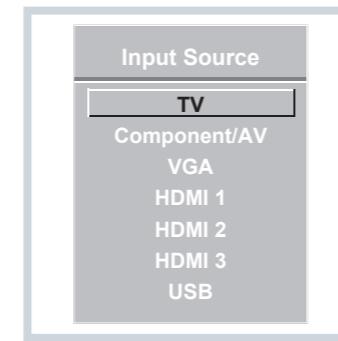 Input Source
TV
Component/AV
VGA
HDMI 1
HDMI 2
HDMI 3
USB